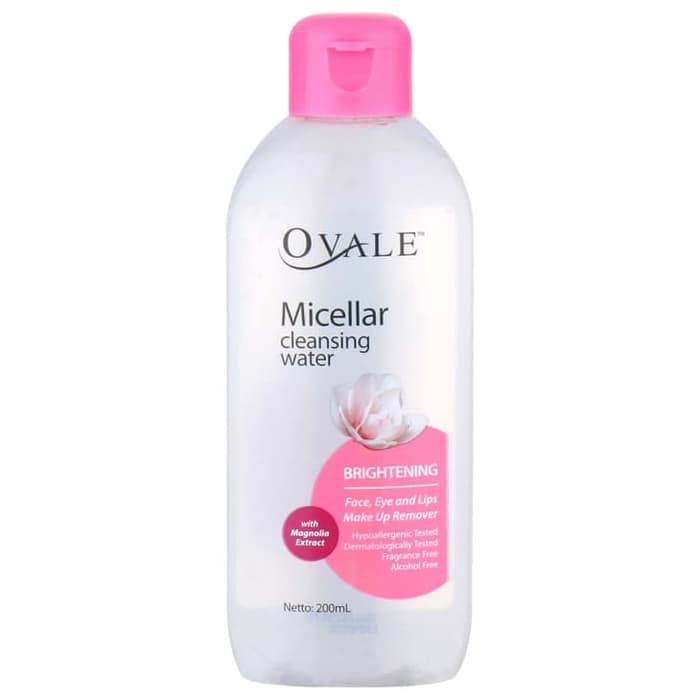 OVALE™
Micellar
cleansing
water
BRIGHTENING
Face, Eye and Lips
Make Up Remover
with
Magnolia
Extract
Hypoallergenic Tested
Dermatologically Tested
Fragrance Free
Alcohol Free
Netto: 200mL